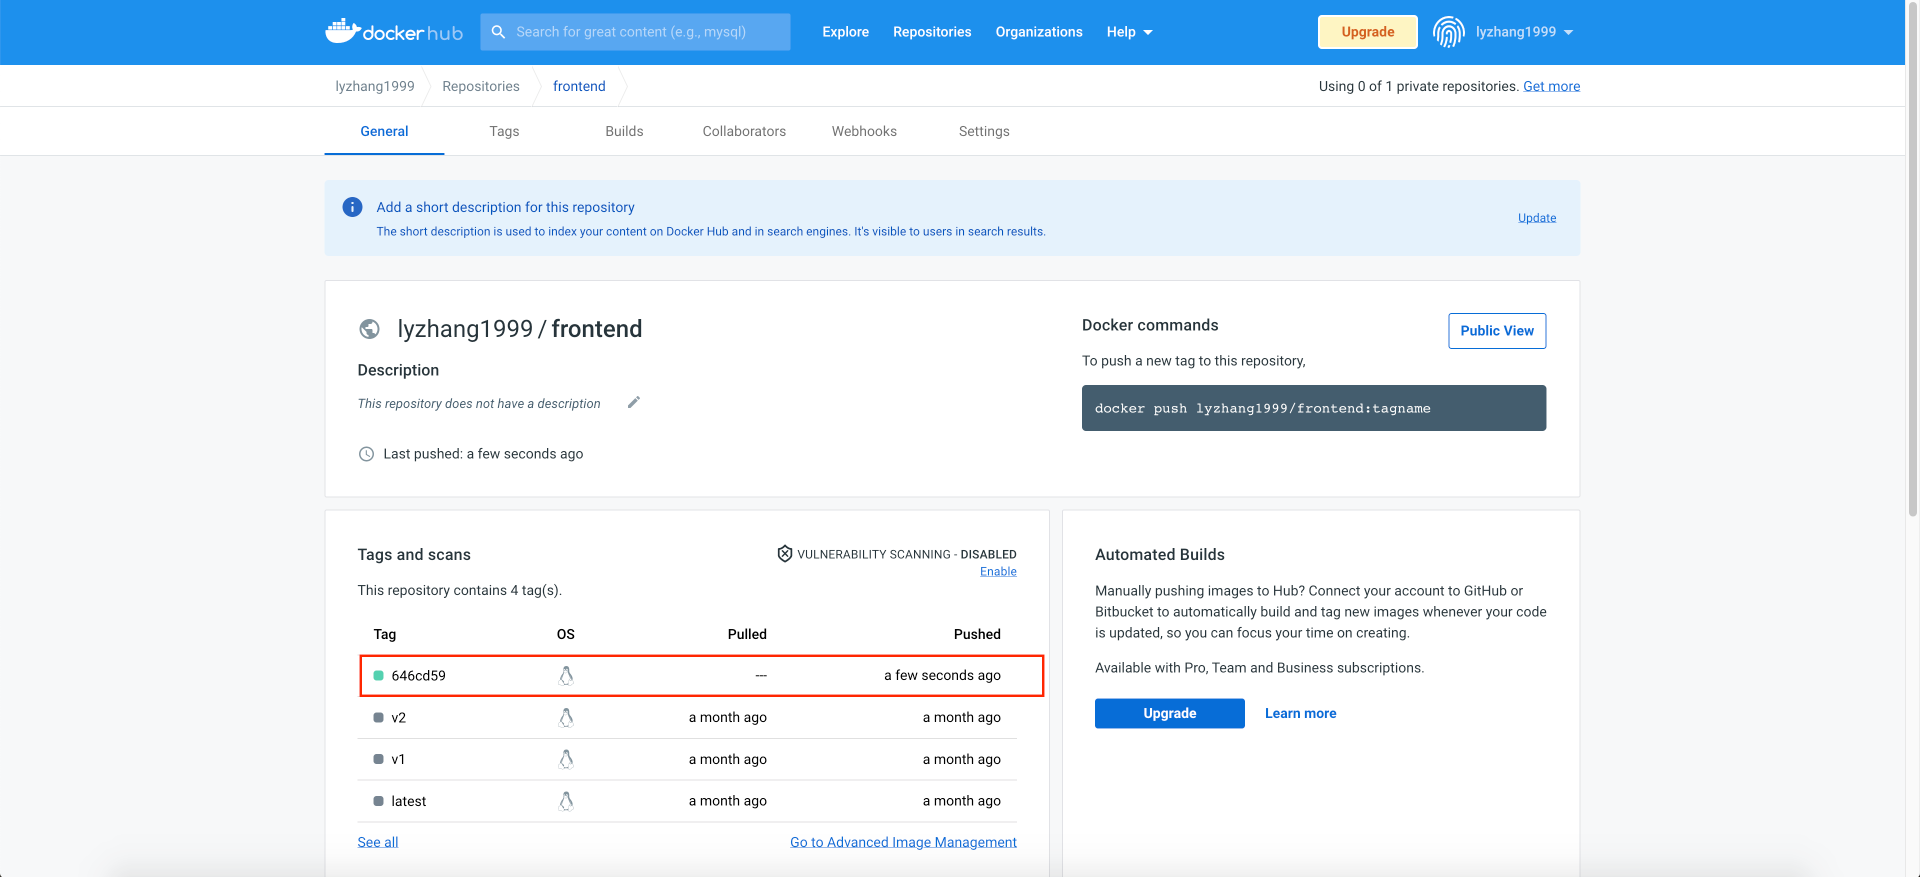 docker hub
Search for great content (e.g., mysql)
Explore
Repositories
Organizations
Help
Upgrade
lyzhang1999
lyzhang1999
Repositories
frontend
Using 0 of 1 private repositories. Get more
General
Tags
Builds
Collaborators
Webhooks
Settings
Add a short description for this repository
The short description is used to index your content on Docker Hub and in search engines. It's visible to users in search results.
Update
lyzhang1999 / frontend
Description
This repository does not have a description
Last pushed: a few seconds ago
Docker commands
Public View
To push a new tag to this repository,
docker push lyzhang1999/frontend:tagname
Tags and scans
VULNERABILITY SCANNING - DISABLED
Enable
This repository contains 4 tag(s).
Tag OS Pulled Pushed
646cd59 --- a few seconds ago
v2 a month ago a month ago
v1 a month ago a month ago
latest a month ago a month ago
See all
Go to Advanced Image Management
Automated Builds
Manually pushing images to Hub? Connect your account to GitHub or
Bitbucket to automatically build and tag new images whenever your code
is updated, so you can focus your time on creating.
Available with Pro, Team and Business subscriptions.
Upgrade
Learn more